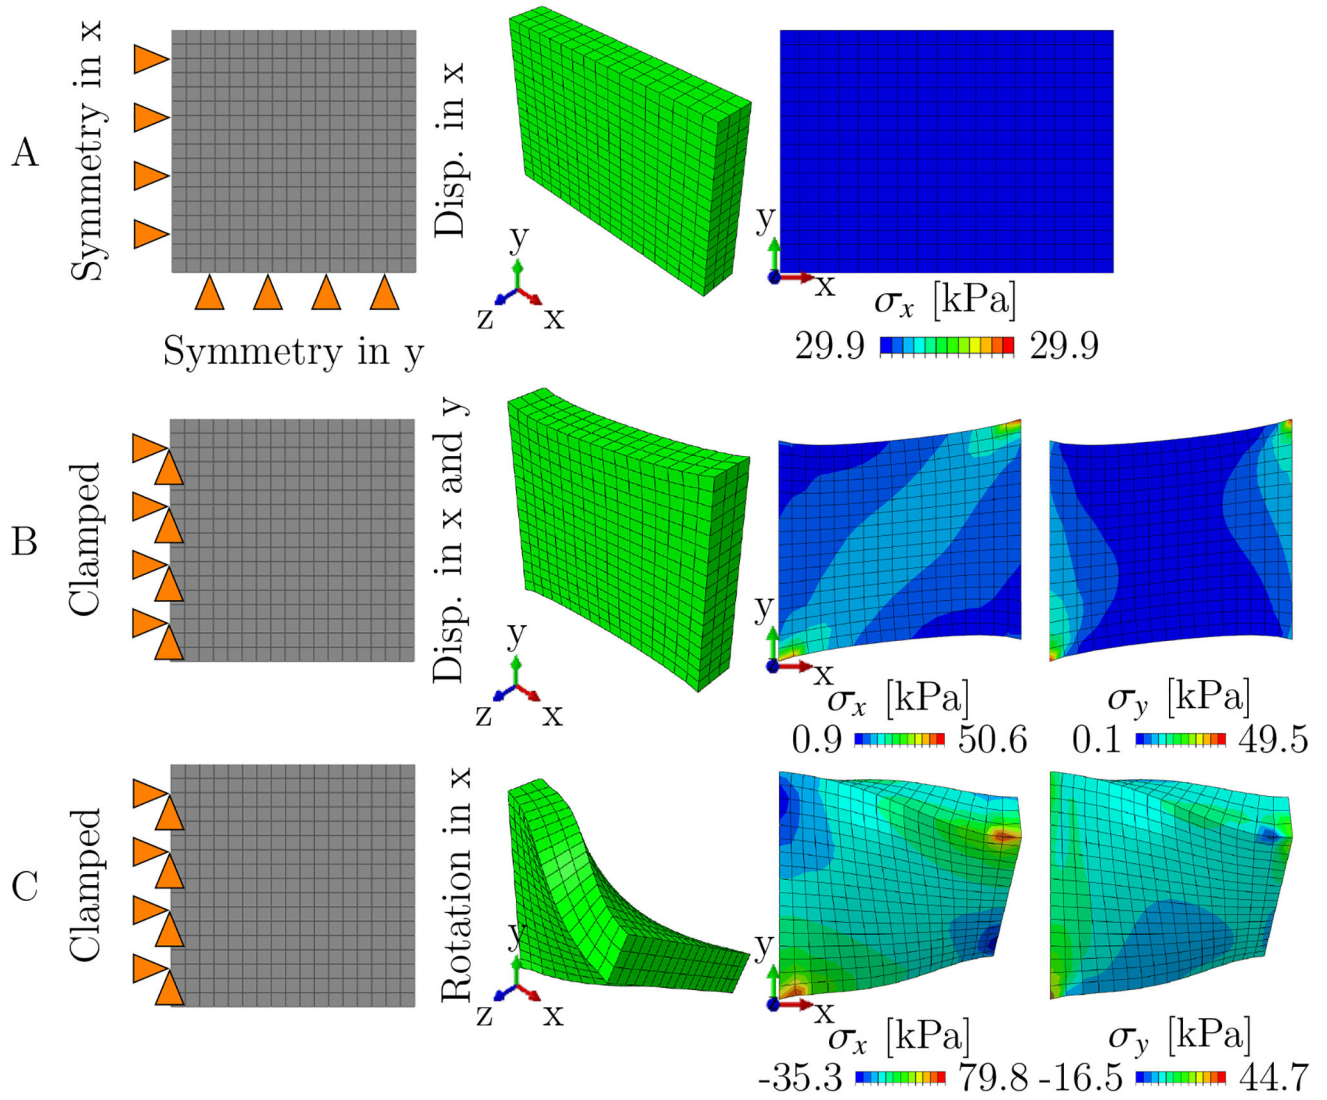 A
Symmetry in x
Symmetry in y
Disp. in x
y
z
x
y
x
σx [kPa]
29.9
29.9
B
Clamped
Disp. in x and y
y
z
x
y
x
σx [kPa]
0.9
50.6
σy [kPa]
0.1
49.5
C
Clamped
Rotation in x
y
z
x
y
x
σx [kPa]
-35.3
79.8
σy [kPa]
-16.5
44.7